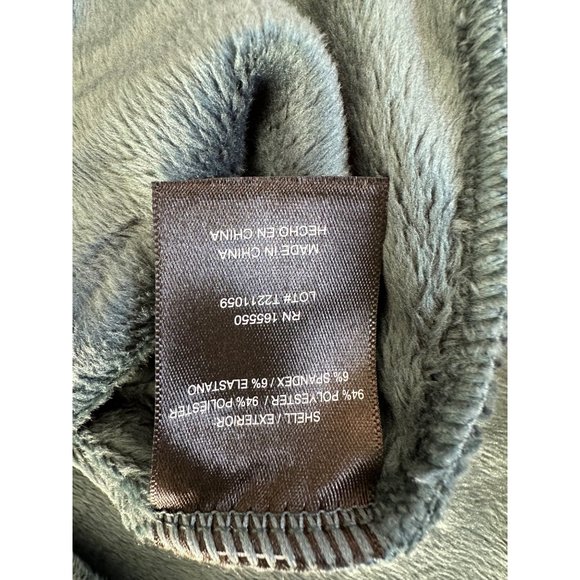 SHELL / EXTERIOR
94% POLYESTER / 94% POLIESTER
6% SPANDEX / 6% ELASTANO
RN 165550
LOT# T2211059
MADE IN CHINA
HECHO EN CHINA